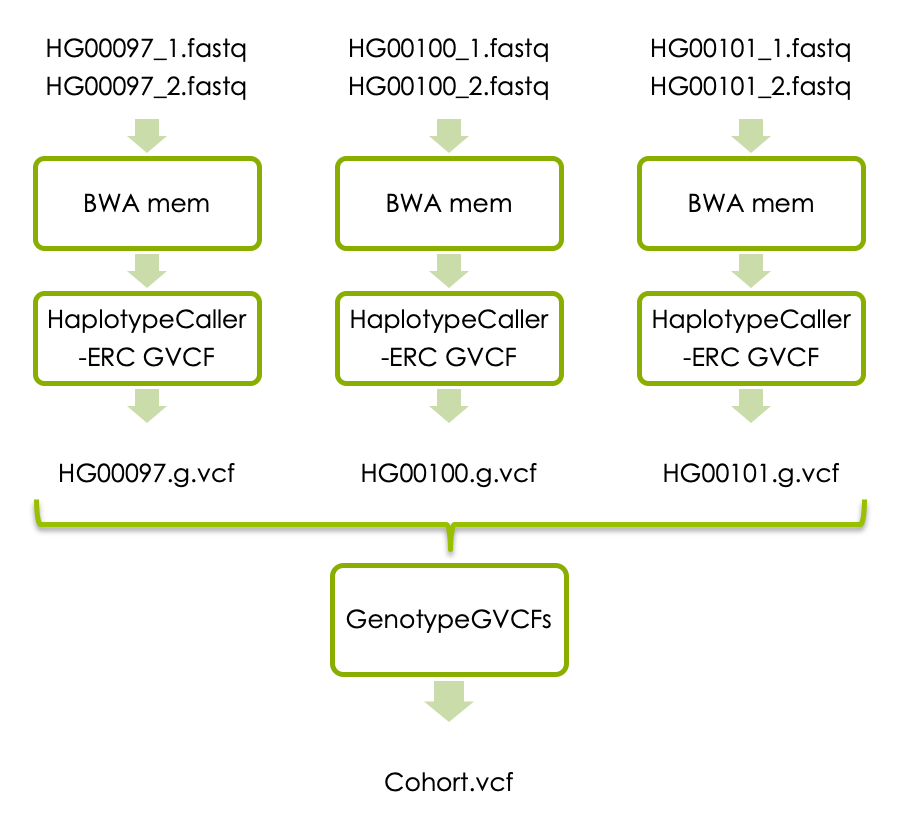 HG00097_1.fastq
HG00097_2.fastq
HG00100_1.fastq
HG00100_2.fastq
HG00101_1.fastq
HG00101_2.fastq
BWA mem
BWA mem
BWA mem
HaplotypeCaller
-ERC GVCF
HaplotypeCaller
-ERC GVCF
HaplotypeCaller
-ERC GVCF
HG00097.g.vcf
HG00100.g.vcf
HG00101.g.vcf
GenotypeGVCFs
Cohort.vcf